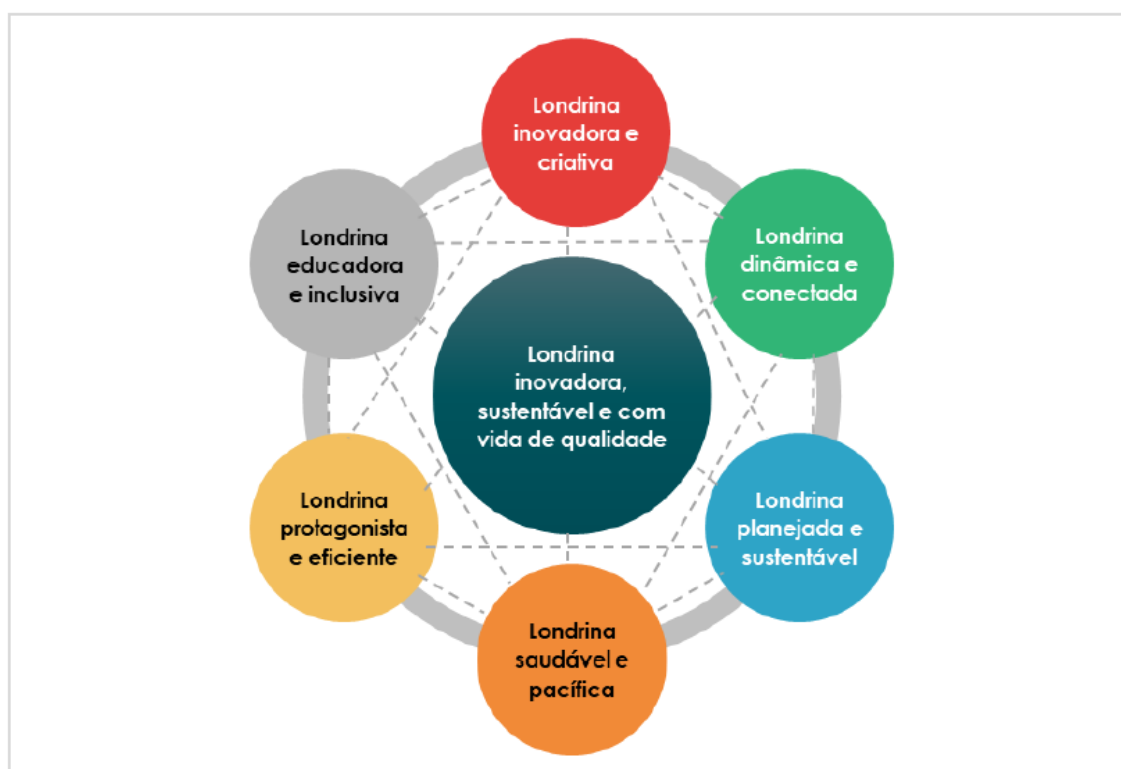 Londrina
inovadora e
criativa
Londrina
educadora
e inclusiva
Londrina
dinâmica e
conectada
Londrina
inovadora,
sustentável e com
vida de qualidade
Londrina
protagonista
e eficiente
Londrina
planejada e
sustentável
Londrina
saudável e
pacífica